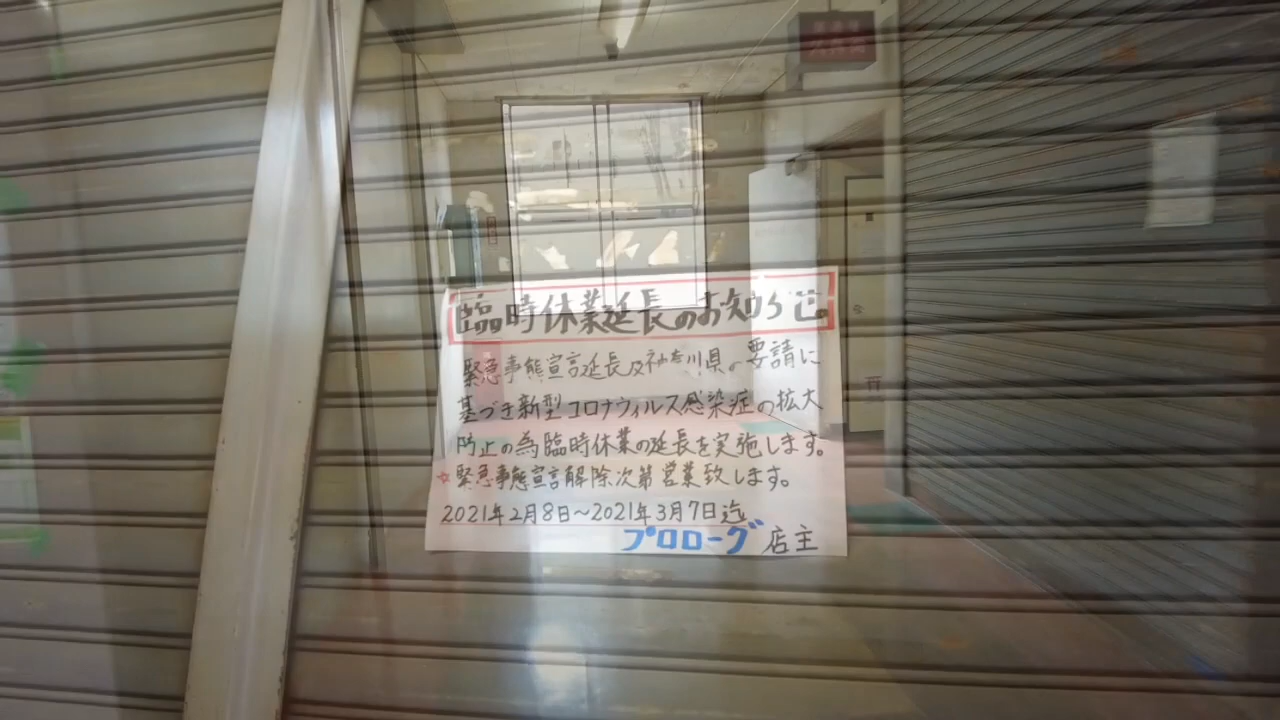 臨時休業延長のお知らせ。
緊急事態宣言延長及神奈川県の要請に
基づき新型コロナウィルス感染症の拡大
防止の為臨時休業の延長を実施します。
☆緊急事態宣言解除次第営業致します。
2021年2月8日～2021年3月7日迄
プロローグ 店主